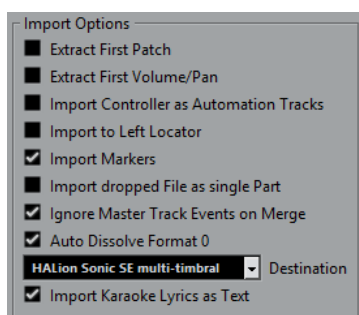 Import Options
Extract First Patch
Extract First Volume/Pan
Import Controller as Automation Tracks
Import to Left Locator
Import Markers
Import dropped File as single Part
Ignore Master Track Events on Merge
Auto Dissolve Format 0
HALion Sonic SE multi-timbral Destination
Import Karaoke Lyrics as Text